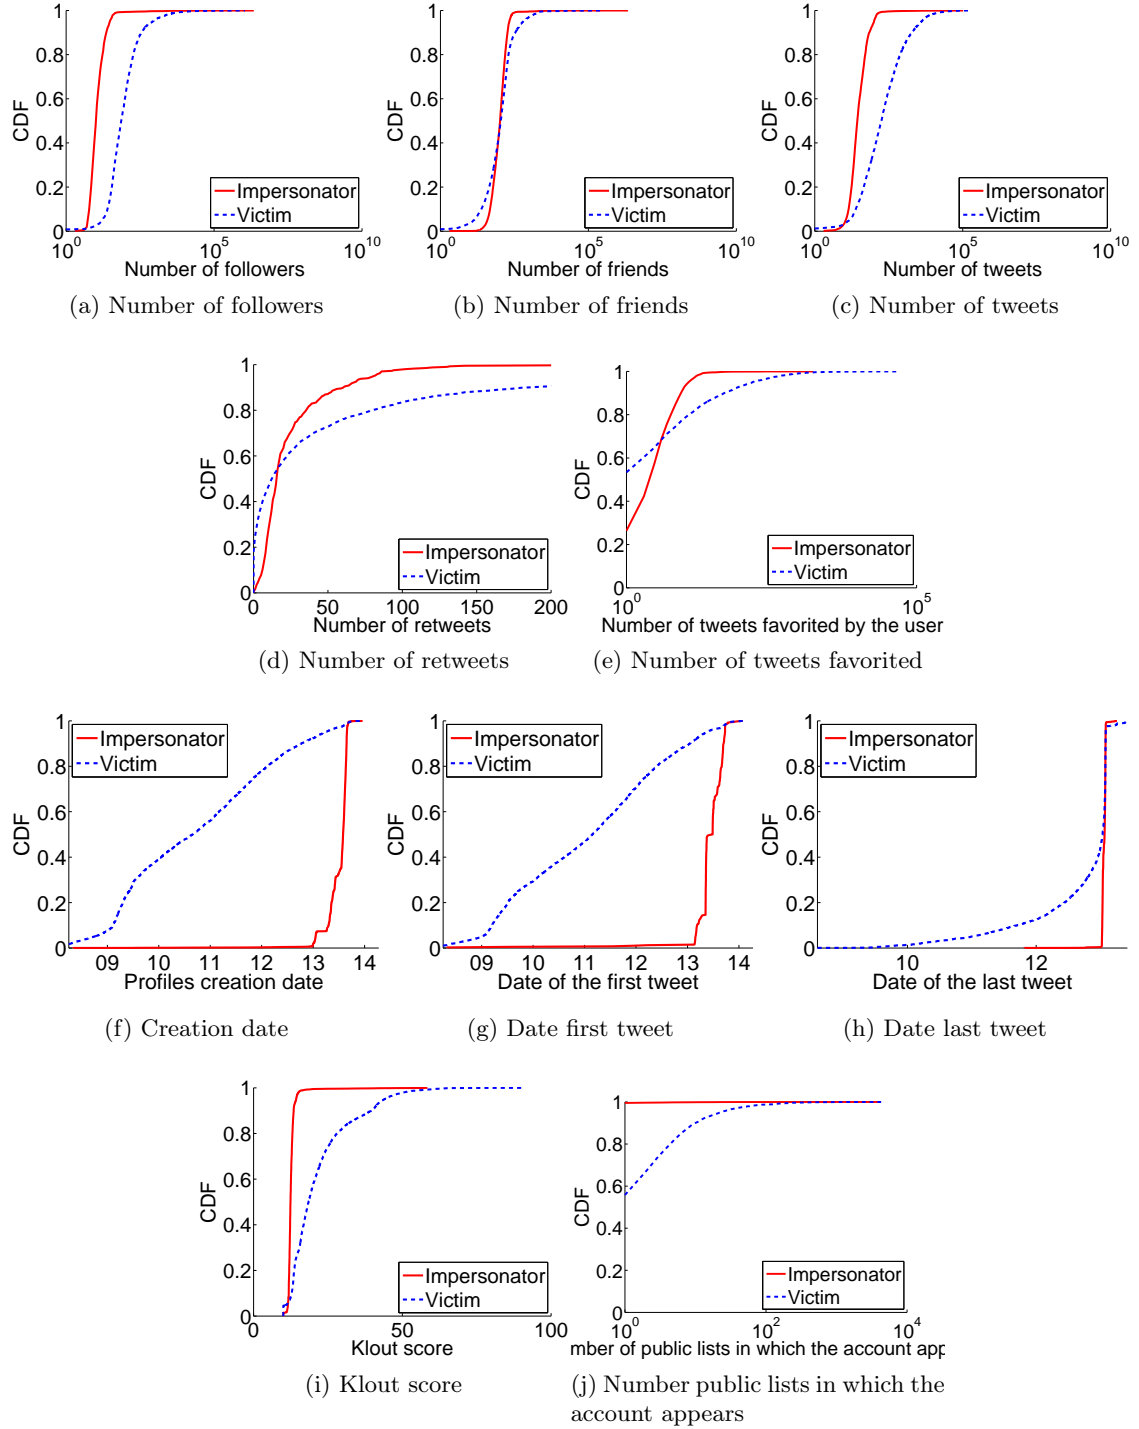 CDF
1
0.8
0.6
0.4
0.2
0
Impersonator
Victim
10^0 10^5 10^10
Number of followers
(a) Number of followers
CDF
1
0.8
0.6
0.4
0.2
0
Impersonator
Victim
10^0 10^5 10^10
Number of friends
(b) Number of friends
CDF
1
0.8
0.6
0.4
0.2
0
Impersonator
Victim
10^0 10^5 10^10
Number of tweets
(c) Number of tweets
CDF
1
0.8
0.6
0.4
0.2
0
Impersonator
Victim
0 50 100 150 200
Number of retweets
(d) Number of retweets
CDF
1
0.8
0.6
0.4
0.2
0
Impersonator
Victim
10^0 10^5
Number of tweets favorited by the user
(e) Number of tweets favorited
CDF
1
0.8
0.6
0.4
0.2
0
Impersonator
Victim
09 10 11 12 13 14
Profiles creation date
(f) Creation date
CDF
1
0.8
0.6
0.4
0.2
0
Impersonator
Victim
09 10 11 12 13 14
Date of the first tweet
(g) Date first tweet
CDF
1
0.8
0.6
0.4
0.2
0
Impersonator
Victim
10 12
Date of the last tweet
(h) Date last tweet
CDF
1
0.8
0.6
0.4
0.2
0
Impersonator
Victim
0 50 100
Klout score
(i) Klout score
CDF
1
0.8
0.6
0.4
0.2
0
Impersonator
Victim
10^0 10^2 10^4
mber of public lists in which the account app
(j) Number public lists in which the
account appears